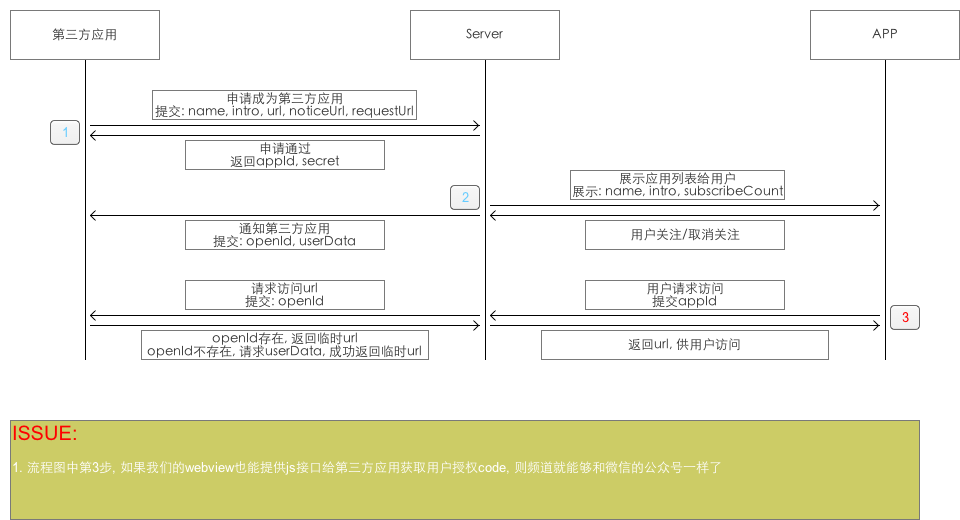 第三方应用
Server
APP
申请成为第三方应用
提交: name, intro, url, noticeUrl, requestUrl
1
申请通过
返回appId, secret
展示应用列表给用户
展示: name, intro, subscribeCount
2
通知第三方应用
提交: openId, userData
用户关注/取消关注
请求访问url
提交: openId
用户请求访问
提交appId
3
openId存在, 返回临时url
openId不存在, 请求userData, 成功返回临时url
返回url, 供用户访问
ISSUE:
1. 流程图中第3步, 如果我们的webview也能提供js接口给第三方应用获取用户授权code, 则频道就能够和微信的公众号一样了